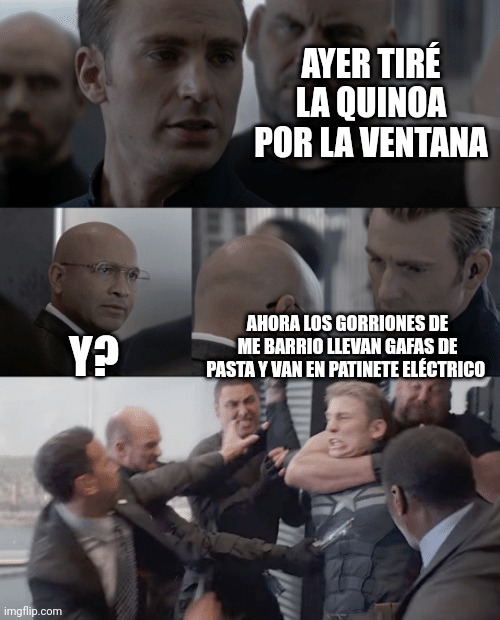 AYER TIRÉ
LA QUINOA
POR LA VENTANA
Y?
AHORA LOS GORRIONES DE
ME BARRIO LLEVAN GAFAS DE
PASTA Y VAN EN PATINETE ELÉCTRICO
imgflip.com